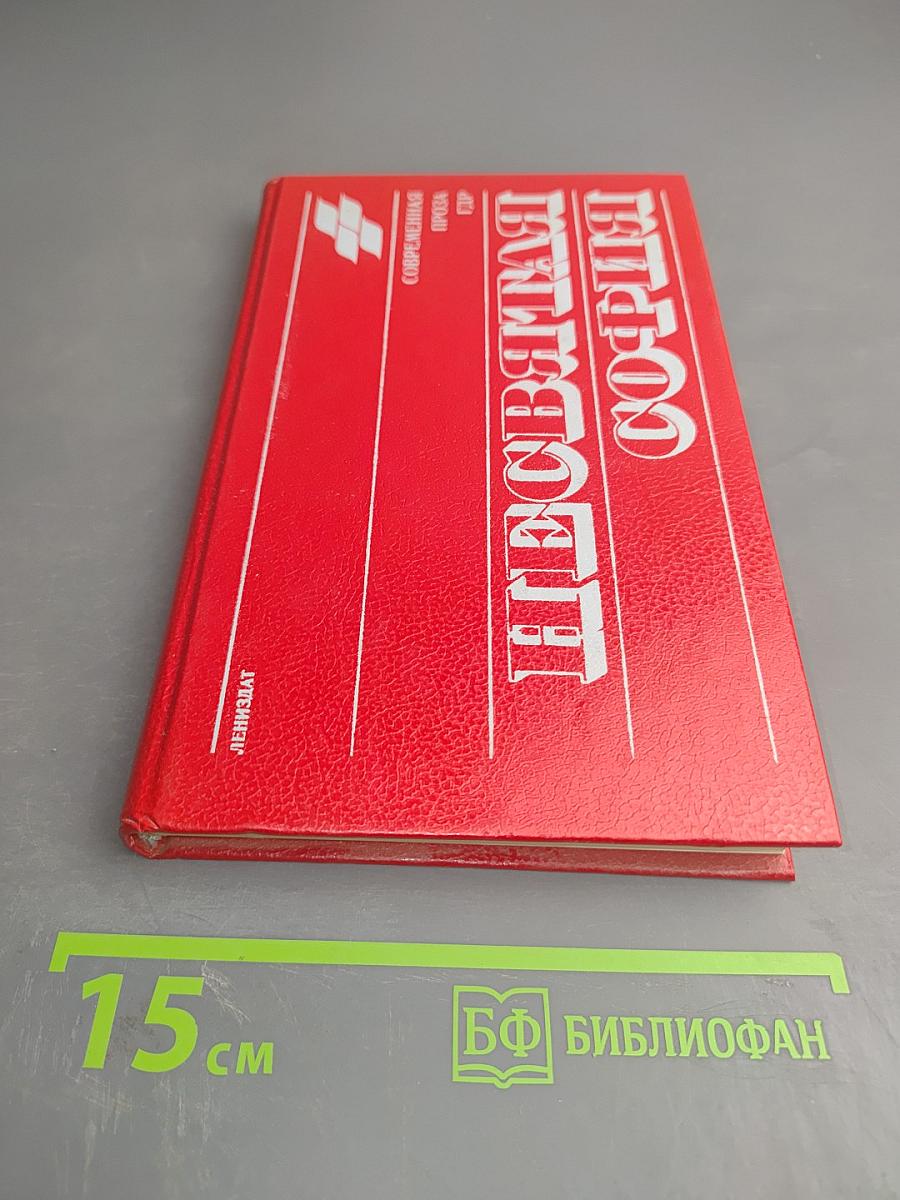 СОВРЕМЕННАЯ
ПРОЗА
ГДР
НЕСВЯТАЯ
СОФИЯ
ЛЕНИЗДАТ
15 см
БФ БИБЛИОФАН